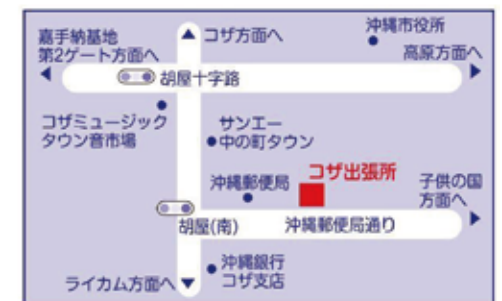 嘉手納基地
第2ゲート方面へ
コザ方面へ
沖縄市役所
高原方面へ
胡屋十字路
コザミュージック
タウン音市場
サンエー
中の町タウン
沖縄郵便局
コザ出張所
子供の国
方面へ
胡屋(南)
沖縄郵便局通り
沖縄銀行
コザ支店
ライカム方面へ